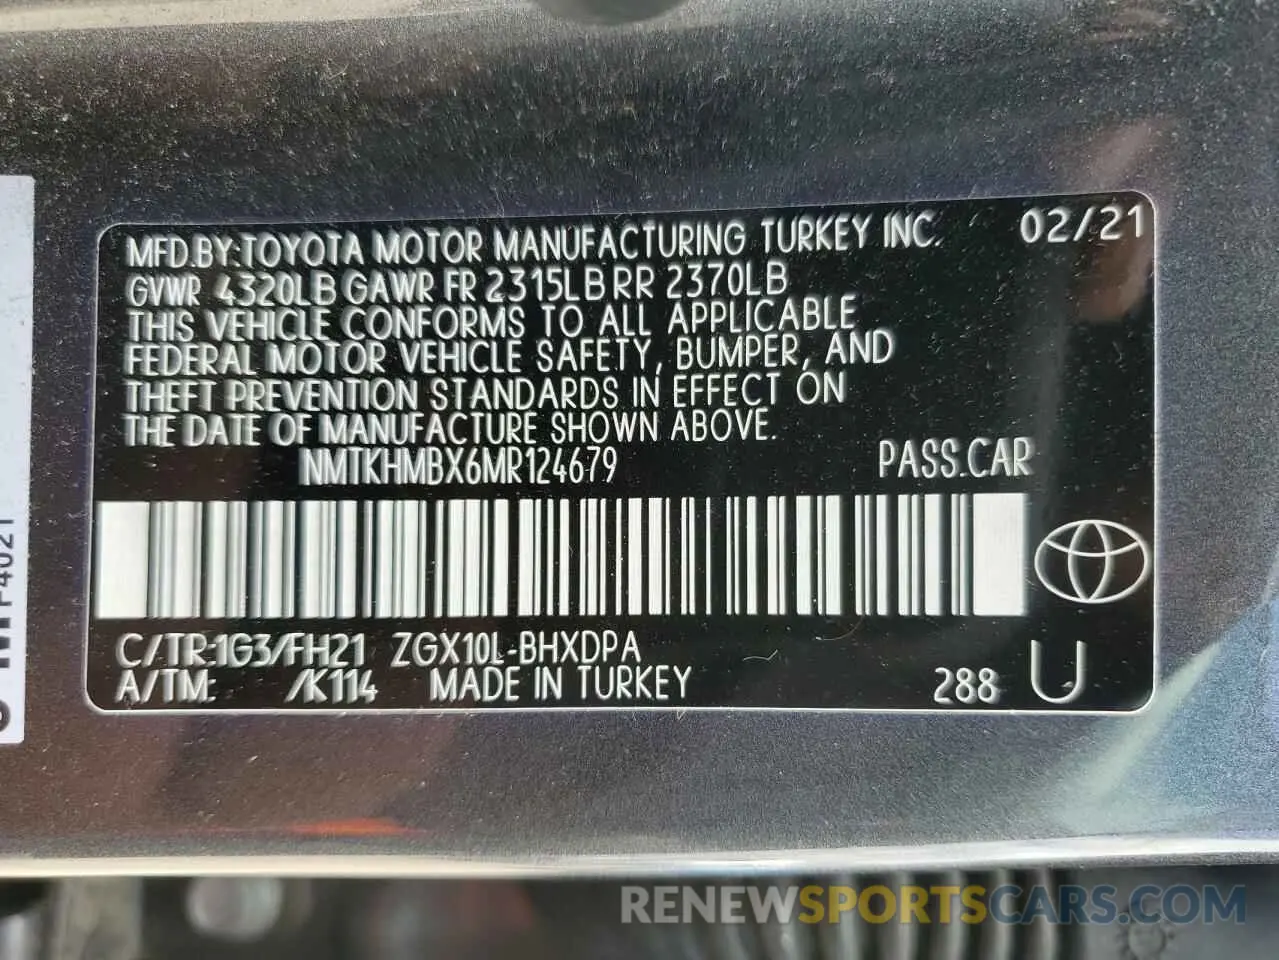 MFD.BY:TOYOTA MOTOR MANUFACTURING TURKEY INC. 02/21
GVWR 4320LB GAWR FR 2315LB RR 2370LB
THIS VEHICLE CONFORMS TO ALL APPLICABLE
FEDERAL MOTOR VEHICLE SAFETY, BUMPER, AND
THEFT PREVENTION STANDARDS IN EFFECT ON
THE DATE OF MANUFACTURE SHOWN ABOVE.
NMTKHMBX6MR124679 PASS.CAR
C/TR:1G3/FH21 ZGX10L-BHXDPA
A/TM: /K114 MADE IN TURKEY 288 U
RENEWSPORTSCARS.COM